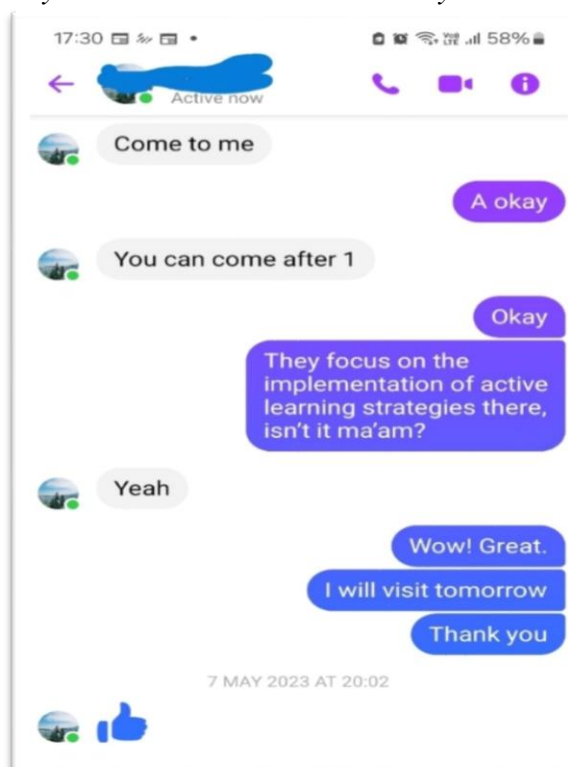 17:30 58%
Active now
Come to me
A okay
You can come after 1
Okay
They focus on the
implementation of active
learning strategies there,
isn't it ma'am?
Yeah
Wow! Great.
I will visit tomorrow
Thank you
7 MAY 2023 AT 20:02